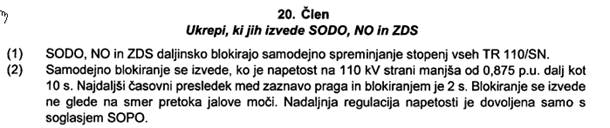 20. Člen
Ukrepi, ki jih izvede SODO, NO in ZDS
(1) SODO, NO in ZDS daljinsko blokirajo samodejno spreminjanje stopenj vseh TR 110/SN.
(2) Samodejno blokiranje se izvede, ko je napetost na 110 kV strani manjša od 0,875 p.u. dalj kot
10 s. Najdaljši časovni presledek med zaznavo praga in blokiranjem je 2 s. Blokiranje se izvede
ne glede na smer pretoka jalove moči. Nadaljnja regulacija napetosti je dovoljena samo s
soglasjem SOPO.